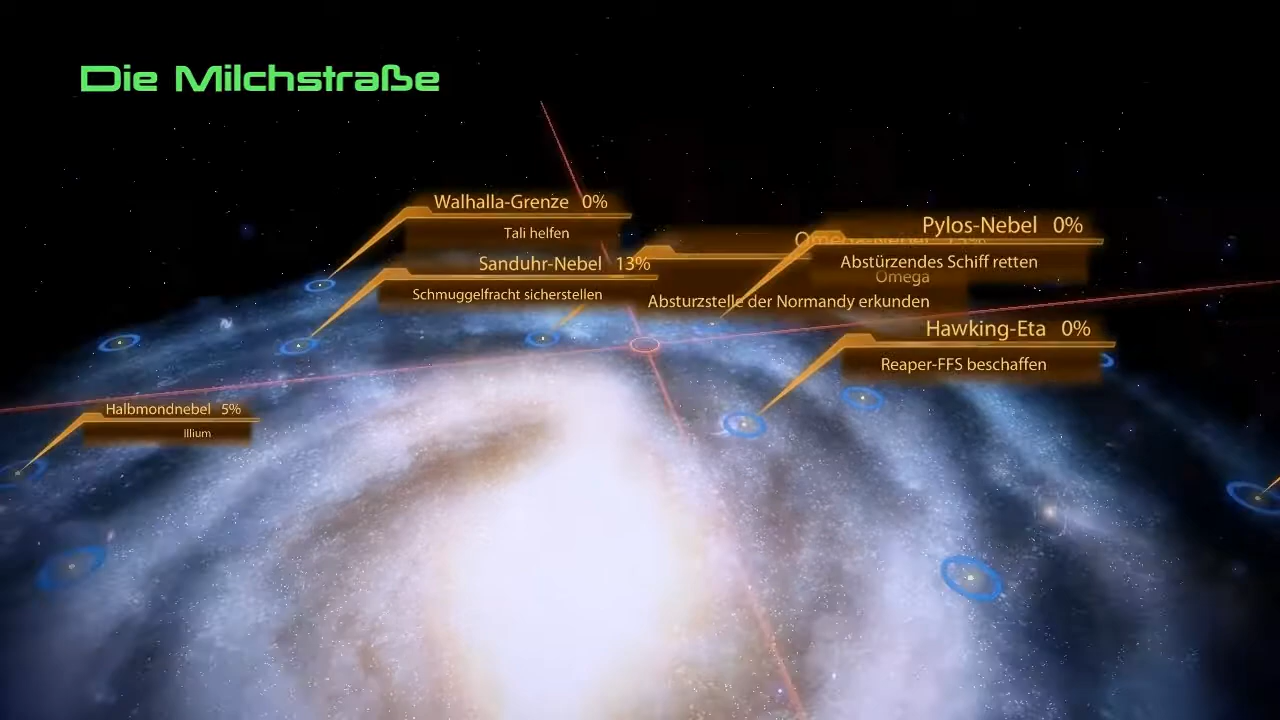 Die Milchstraße
Walhalla-Grenze 0%
Tali helfen
Sanduhr-Nebel 13%
Schmuggelfracht sicherstellen
Pylos-Nebel 0%
Abstürzendes Schiff retten
Omega
Absturzstelle der Normandy erkunden
Hawking-Eta 0%
Reaper-FFS beschaffen
Halbmondnebel 5%
Illium